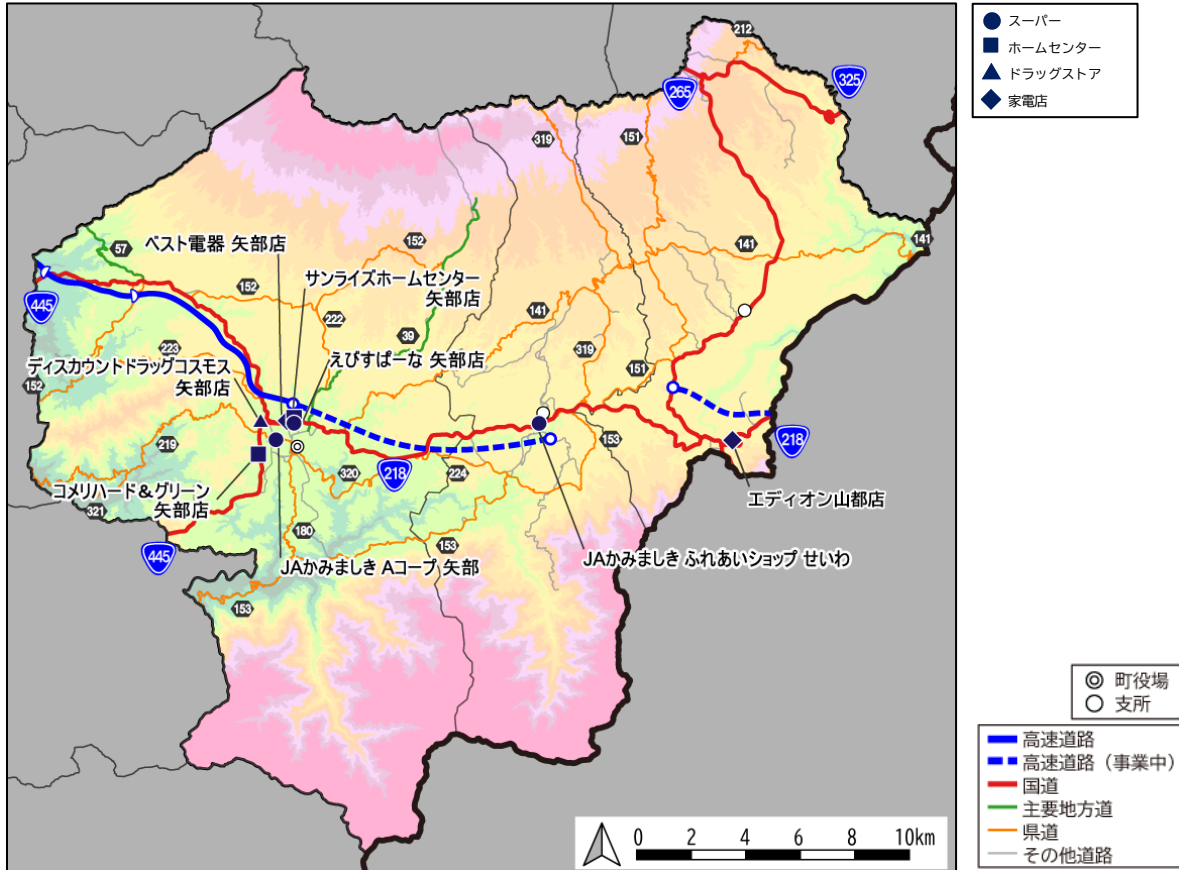 スーパー
ホームセンター
ドラッグストア
家電店
212
325
265
319
151
57
ベスト電器 矢部店
152
141
141
サンライズホームセンター
矢部店
445
152
222
141
39
319
223
えびすぱーな 矢部店
ディスカウントドラッグコスモス
矢部店
152
151
219
153
218
320
218
224
コメリハード&グリーン
矢部店
エディオン山都店
321
180
445
153
JAかみましき Aコープ 矢部
JAかみましき ふれあいショップ せいわ
153
町役場
支所
高速道路
高速道路（事業中）
国道
主要地方道
県道
その他道路
0 2 4 6 8 10km